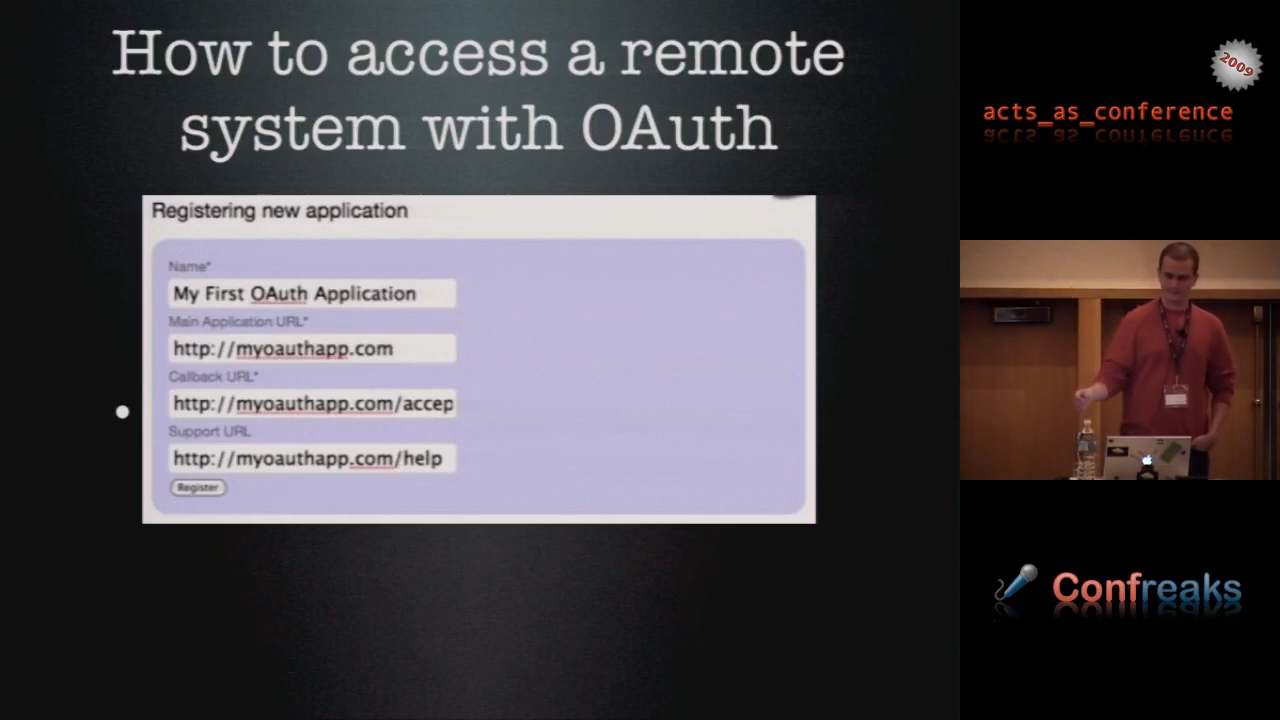 How to access a remote
system with OAuth
Registering new application
Name*
My First OAuth Application
Main Application URL*
http://myoauthapp.com
Callback URL*
http://myoauthapp.com/accep
Support URL
http://myoauthapp.com/help
Register
2009
acts_as_conference
Confreaks